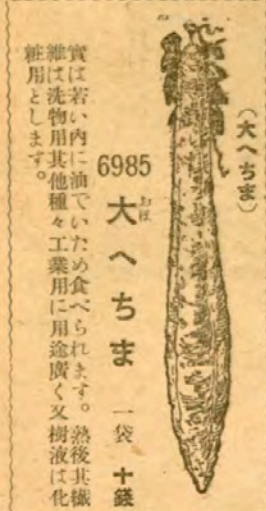 （大へちま）
6985
大へちま 一袋 十錢
おほ
實は若い内に油でいため食べられます。熟後其纖
維は洗物用其他種々工業用に用途廣く又樹液は化
粧用とします。